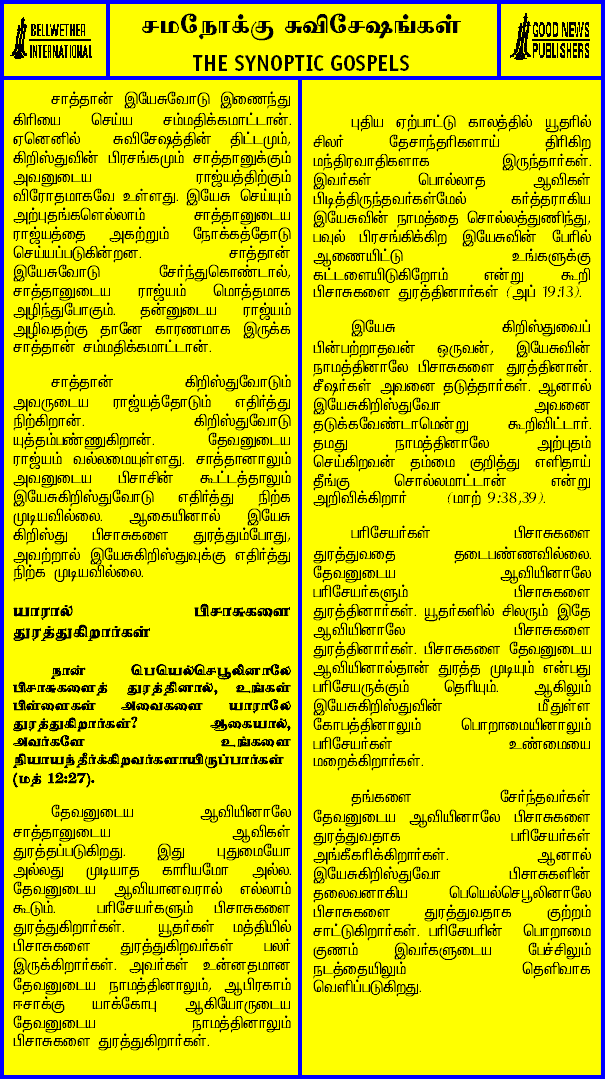 BELLWETHER
INTERNATIONAL
சமநோக்கு சுவிசேஷங்கள்
THE SYNOPTIC GOSPELS
GOOD NEWS
PUBLISHERS
சாத்தான் இயேசுவோடு இணைந்து
கிரியை செய்ய சம்மதிக்கமாட்டான்.
ஏனெனில் சுவிசேஷத்தின் திட்டமும்,
கிறிஸ்துவின் பிரசங்கமும் சாத்தானுக்கும்
அவனுடைய ராஜ்யத்திற்கும்
விரோதமாகவே உள்ளது. இயேசு செய்யும்
அற்புதங்களெல்லாம் சாத்தானுடைய
ராஜ்யத்தை அகற்றும் நோக்கத்தோடு
செய்யப்படுகின்றன. சாத்தான்
இயேசுவோடு சேர்ந்துகொண்டால்,
சாத்தானுடைய ராஜ்யம் மொத்தமாக
அழிந்துபோகும். தன்னுடைய ராஜ்யம்
அழிவதற்கு தானே காரணமாக இருக்க
சாத்தான் சம்மதிக்கமாட்டான்.
சாத்தான் கிறிஸ்துவோடும்
அவருடைய ராஜ்யத்தோடும் எதிர்த்து
நிற்கிறான். கிறிஸ்துவோடு
யுத்தம்பண்ணுகிறான். தேவனுடைய
ராஜ்யம் வல்லமையுள்ளது. சாத்தானாலும்
அவனுடைய பிசாசின் கூட்டத்தாலும்
இயேசுகிறிஸ்துவோடு எதிர்த்து நிற்க
முடியவில்லை. ஆகையினால் இயேசு
கிறிஸ்து பிசாசுகளை துரத்தும்போது,
அவற்றால் இயேசுகிறிஸ்துவுக்கு எதிர்த்து
நிற்க முடியவில்லை.
யாரால் பிசாசுகளை
துரத்துகிறார்கள்
நான் பெயெல்செபூலினாலே
பிசாசுகளைத் துரத்தினால், உங்கள்
பிள்ளைகள் அவைகளை யாராலே
துரத்துகிறார்கள்? ஆகையால்,
அவர்களே உங்களை
நியாயந்தீர்க்கிறவர்களாயிருப்பார்கள்
(மத் 12:27).
தேவனுடைய ஆவியினாலே
சாத்தானுடைய ஆவிகள்
துரத்தப்படுகிறது. இது புதுமையோ
அல்லது முடியாத காரியமோ அல்ல.
தேவனுடைய ஆவியானவரால் எல்லாம்
கூடும். பரிசேயர்களும் பிசாசுகளை
துரத்துகிறார்கள். யூதர்கள் மத்தியில்
பிசாசுகளை துரத்துகிறவர்கள் பலர்
இருக்கிறார்கள். அவர்கள் உன்னதமான
தேவனுடைய நாமத்தினாலும், ஆபிரகாம்
ஈசாக்கு யாக்கோபு ஆகியோருடைய
தேவனுடைய நாமத்தினாலும்
பிசாசுகளை துரத்துகிறார்கள்.
புதிய ஏற்பாட்டு காலத்தில் யூதரில்
சிலர் தேசாந்தரிகளாய் திரிகிற
மந்திரவாதிகளாக இருந்தார்கள்.
இவர்கள் பொல்லாத ஆவிகள்
பிடித்திருந்தவர்கள்மேல் கர்த்தராகிய
இயேசுவின் நாமத்தை சொல்லத்துணிந்து,
பவுல் பிரசங்கிக்கிற இயேசுவின் பேரில்
ஆணையிட்டு உங்களுக்கு
கட்டளையிடுகிறோம் என்று கூறி
பிசாசுகளை துரத்தினார்கள் (அப் 19:13).
இயேசு கிறிஸ்துவைப்
பின்பற்றாதவன் ஒருவன், இயேசுவின்
நாமத்தினாலே பிசாசுகளை துரத்தினான்.
சீஷர்கள் அவனை தடுத்தார்கள். ஆனால்
இயேசுகிறிஸ்துவோ அவனை
தடுக்கவேண்டாமென்று கூறிவிட்டார்.
தமது நாமத்தினாலே அற்புதம்
செய்கிறவன் தம்மை குறித்து எளிதாய்
தீங்கு சொல்லமாட்டான் என்று
அறிவிக்கிறார் (மாற் 9:38,39).
பரிசேயர்கள் பிசாசுகளை
துரத்துவதை தடைபண்ணவில்லை.
தேவனுடைய ஆவியினாலே
பரிசேயர்களும் பிசாசுகளை
துரத்தினார்கள். யூதர்களில் சிலரும் இதே
ஆவியினாலே பிசாசுகளை
துரத்தினார்கள். பிசாசுகளை தேவனுடைய
ஆவியினால்தான் துரத்த முடியும் என்பது
பரிசேயருக்கும் தெரியும். ஆகிலும்
இயேசுகிறிஸ்துவின் மீதுள்ள
கோபத்தினாலும் பொறாமையினாலும்
பரிசேயர்கள் உண்மையை
மறைக்கிறார்கள்.
தங்களை சேர்ந்தவர்கள்
தேவனுடைய ஆவியினாலே பிசாசுகளை
துரத்துவதாக பரிசேயர்கள்
அங்கீகரிக்கிறார்கள். ஆனால்
இயேசுகிறிஸ்துவோ பிசாசுகளின்
தலைவனாகிய பெயெல்செபூலினாலே
பிசாசுகளை துரத்துவதாக குற்றம்
சாட்டுகிறார்கள். பரிசேயரின் பொறாமை
குணம் இவர்களுடைய பேச்சிலும்
நடத்தையிலும் தெளிவாக
வெளிப்படுகிறது.